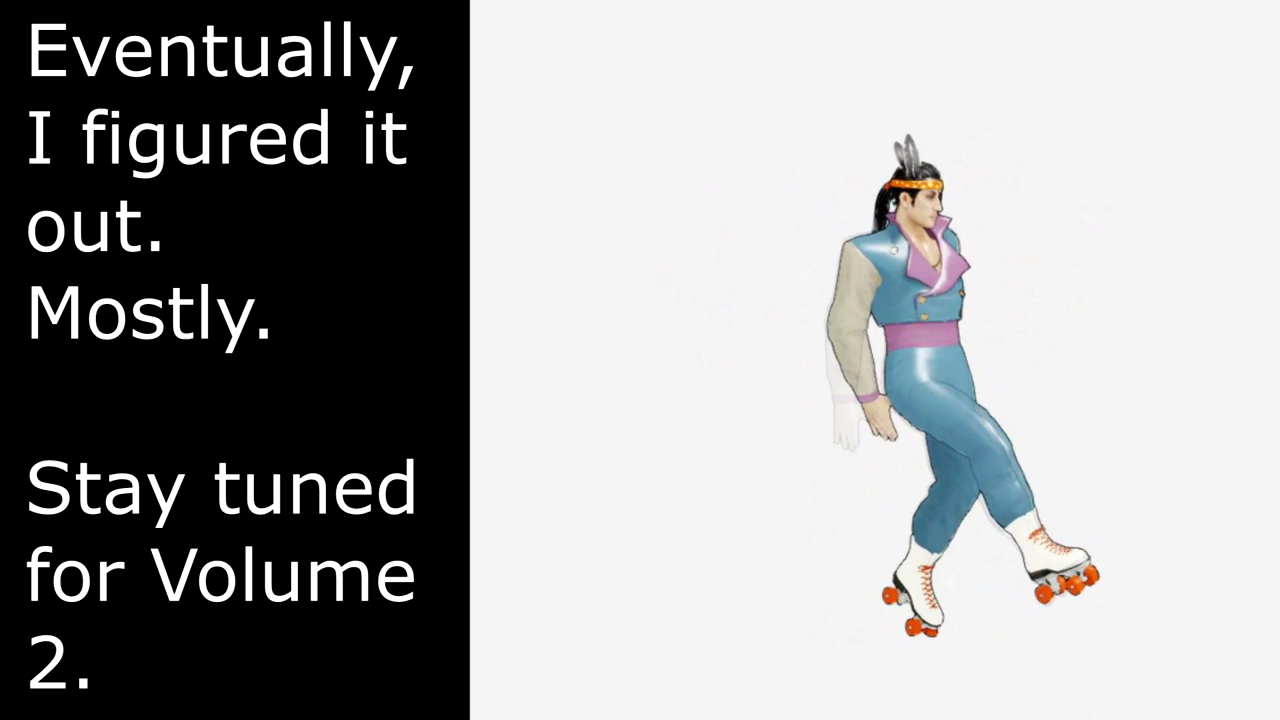 Eventually,
I figured it
out.
Mostly.
Stay tuned
for Volume
2.